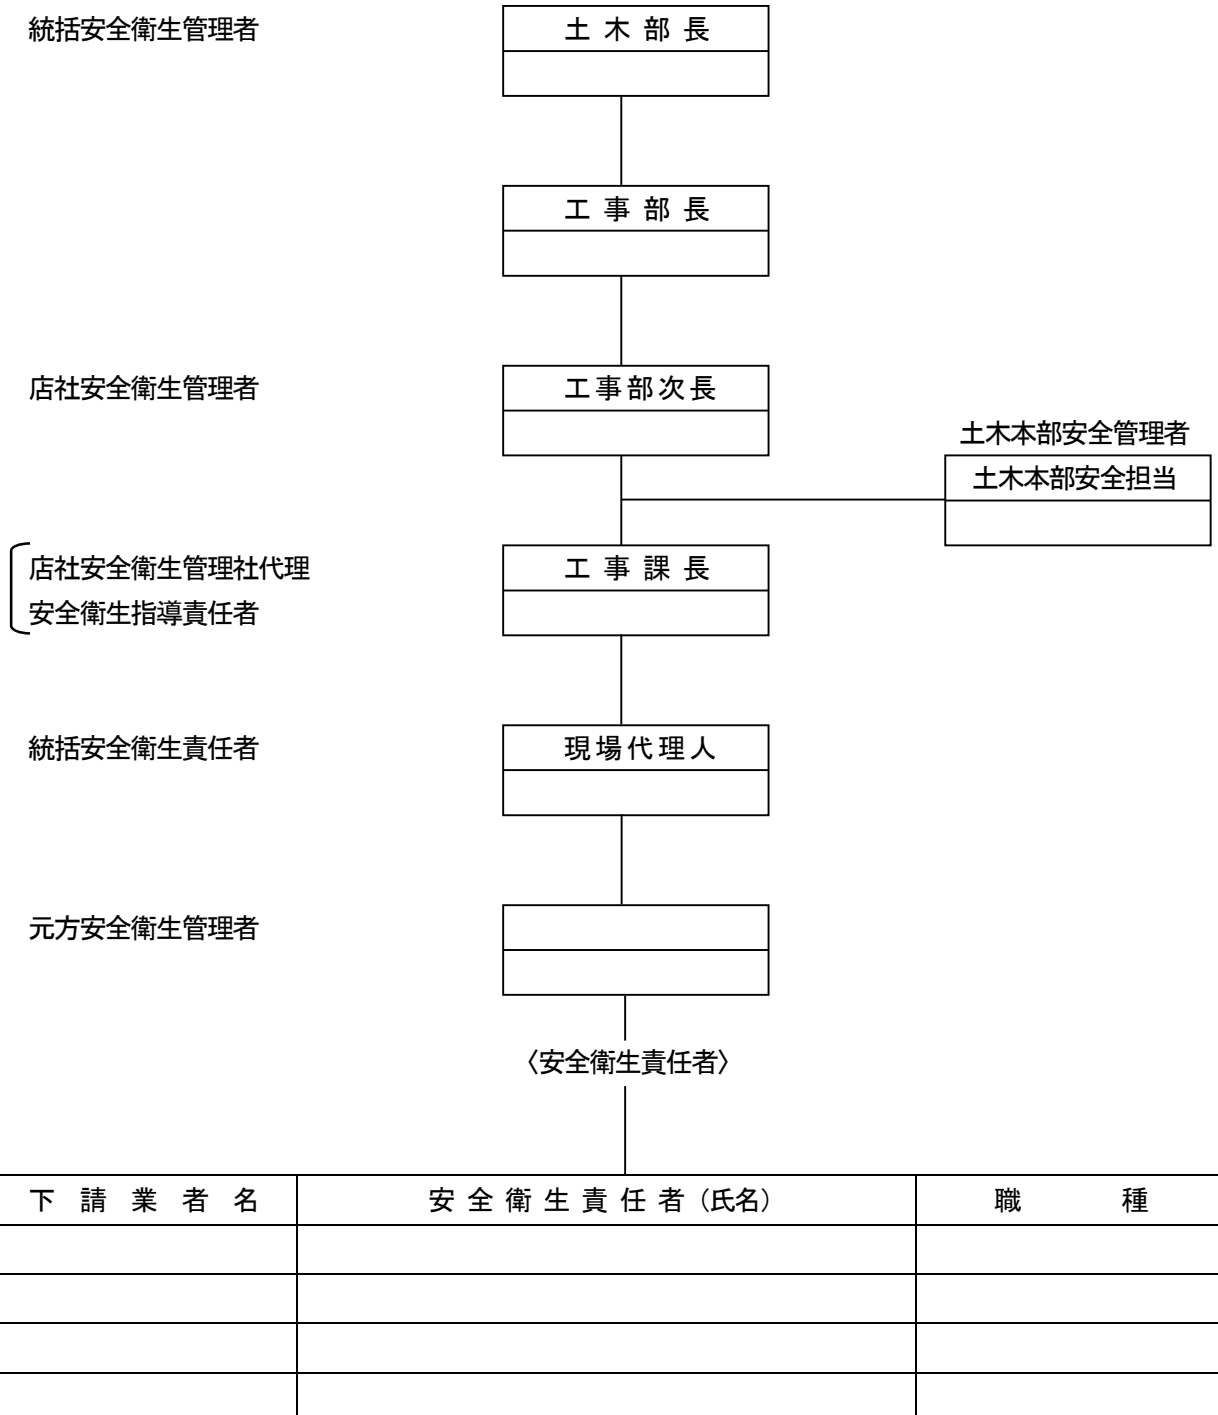 統括安全衛生管理者
土木部長
工事部長
店社安全衛生管理者
工事部次長
土木本部安全管理者
土木本部安全担当
店社安全衛生管理社代理
工事課長
安全衛生指導責任者
統括安全衛生責任者
現場代理人
元方安全衛生管理者
〈安全衛生責任者〉
下請業者名 安全衛生責任者（氏名） 職種